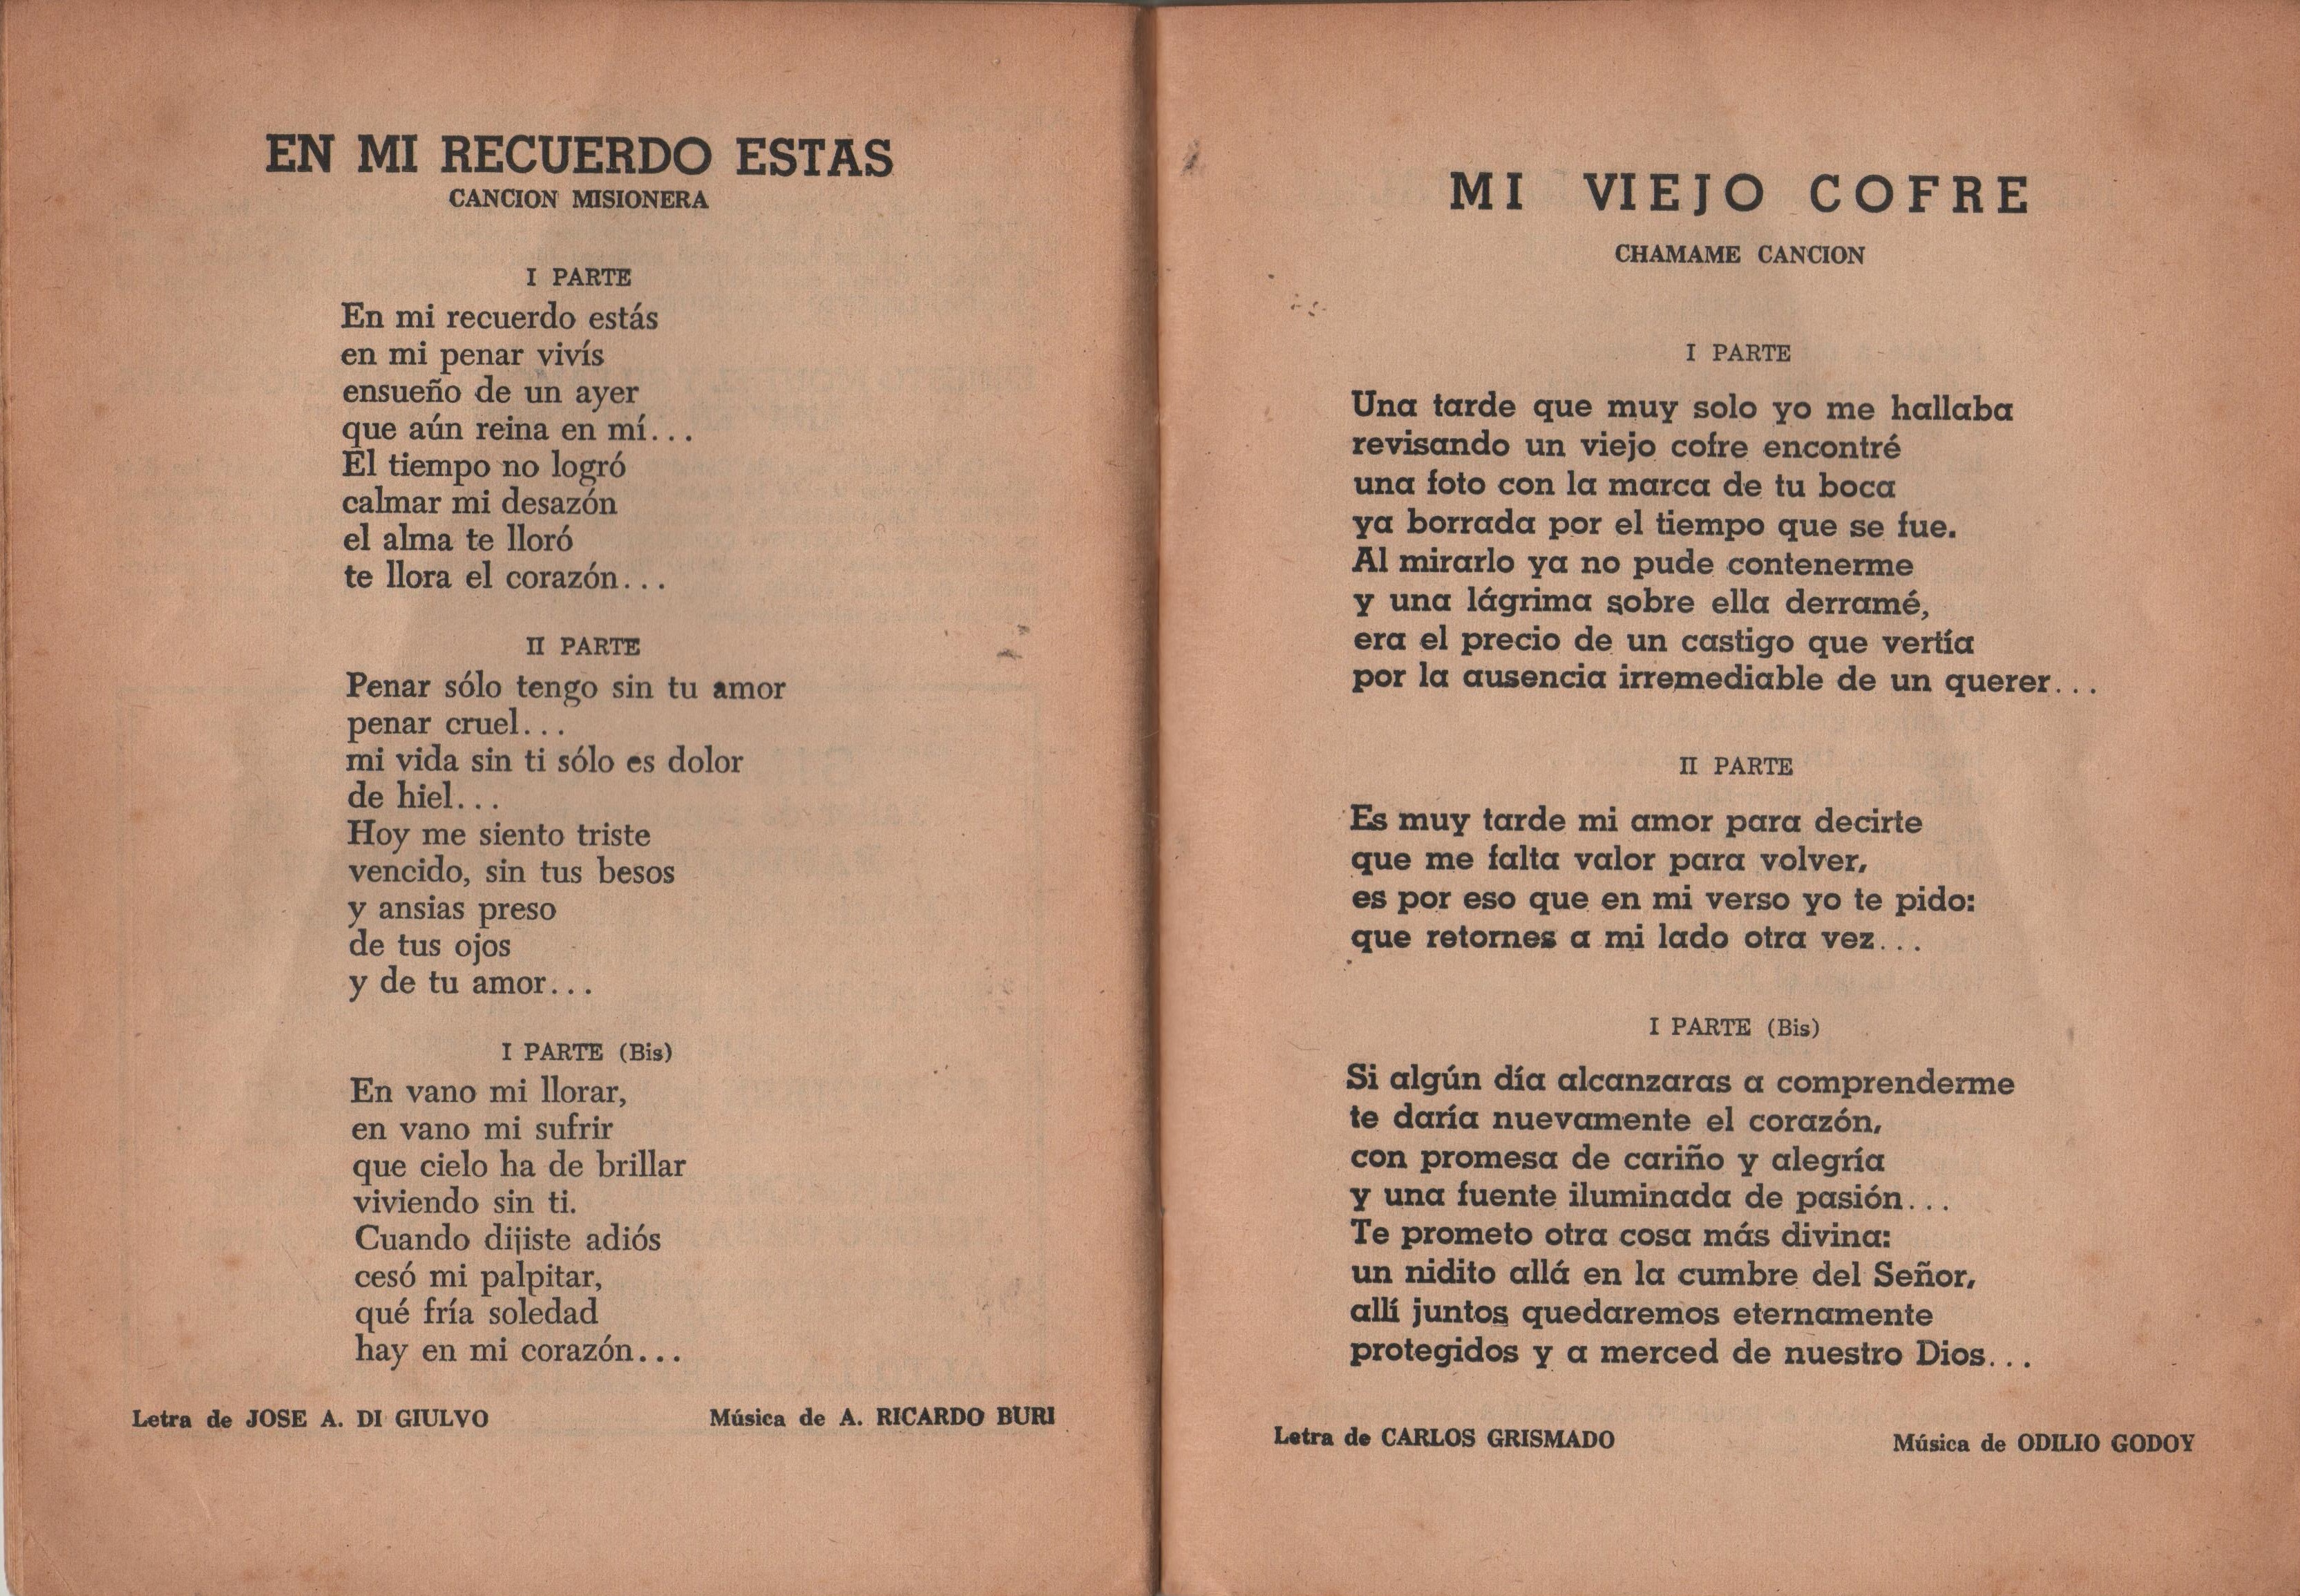 EN MI RECUERDO ESTAS
CANCION MISIONERA
I PARTE
En mi recuerdo estás
en mi penar vivís
ensueño de un ayer
que aún reina en mí...
El tiempo no logró
calmar mi desazón
el alma te lloró
te llora el corazón...
II PARTE
Penar sólo tengo sin tu amor
penar cruel...
mi vida sin ti sólo es dolor
de hiel...
Hoy me siento triste
vencido, sin tus besos
y ansias preso
de tus ojos
y de tu amor...
I PARTE (Bis)
En vano mi llorar,
en vano mi sufrir
que cielo ha de brillar
viviendo sin ti.
Cuando dijiste adiós
cesó mi palpitar,
qué fría soledad
hay en mi corazón...
Letra de JOSE A. DI GIULVO Música de A. RICARDO BURI
MI VIEJO COFRE
CHAMAME CANCION
I PARTE
Una tarde que muy solo yo me hallaba
revisando un viejo cofre encontré
una foto con la marca de tu boca
ya borrada por el tiempo que se fue.
Al mirarlo ya no pude contenerme
y una lágrima sobre ella derramé,
era el precio de un castigo que vertía
por la ausencia irremediable de un querer...
II PARTE
Es muy tarde mi amor para decirte
que me falta valor para volver,
es por eso que en mi verso yo te pido:
que retornes a mi lado otra vez...
I PARTE (Bis)
Si algún día alcanzaras a comprenderme
te daría nuevamente el corazón,
con promesa de cariño y alegría
y una fuente iluminada de pasión...
Te prometo otra cosa más divina:
un nidito allá en la cumbre del Señor,
allí juntos quedaremos eternamente
protegidos y a merced de nuestro Dios...
Letra de CARLOS GRISMADO Música de ODILIO GODOY